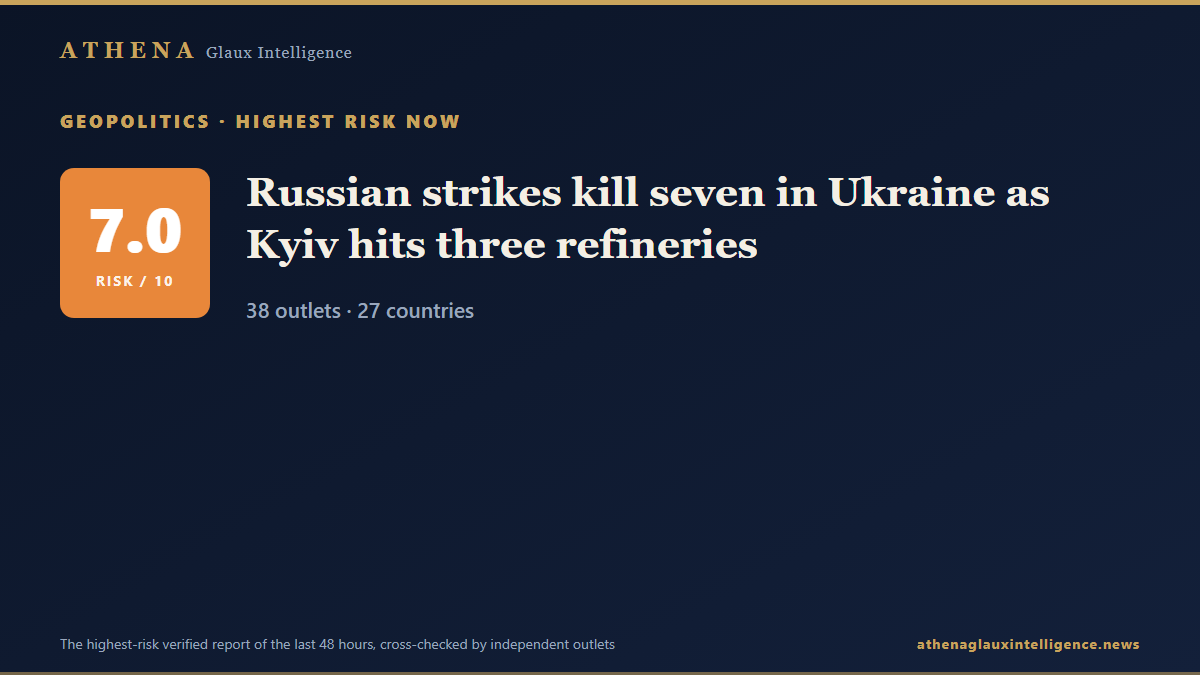 ATHENA Glaux Intelligence
GEOPOLITICS · HIGHEST RISK NOW
7.0
RISK / 10
Russian strikes kill seven in Ukraine as
Kyiv hits three refineries
38 outlets · 27 countries
The highest-risk verified report of the last 48 hours, cross-checked by independent outlets
athenaglauxintelligence.news